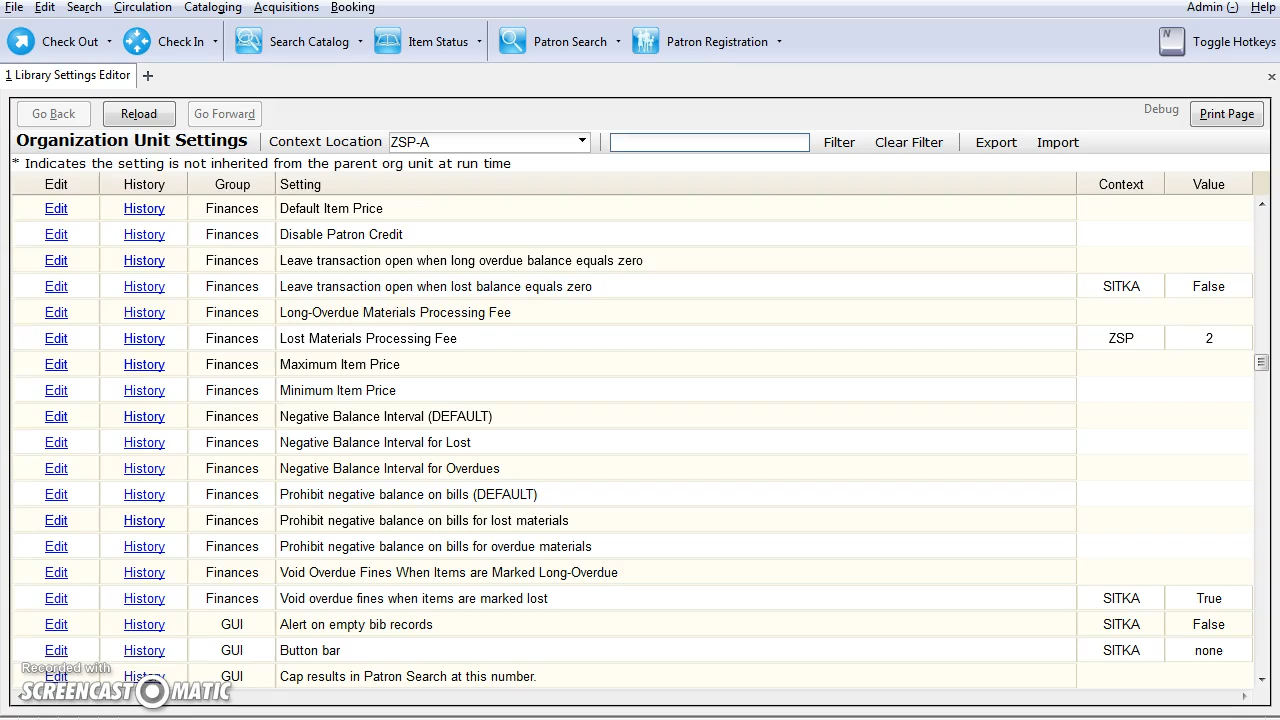 File Edit Search Circulation Cataloging Acquisitions Booking Admin (-) Help
Check Out Check In Search Catalog Item Status Patron Search Patron Registration N Toggle Hotkeys
1 Library Settings Editor + ×
Go Back Reload Go Forward Debug Print Page
Organization Unit Settings Context Location ZSP-A Filter Clear Filter Export Import
* Indicates the setting is not inherited from the parent org unit at run time
Edit History Group Setting Context Value
Edit History Finances Default Item Price
Edit History Finances Disable Patron Credit
Edit History Finances Leave transaction open when long overdue balance equals zero
Edit History Finances Leave transaction open when lost balance equals zero SITKA False
Edit History Finances Long-Overdue Materials Processing Fee
Edit History Finances Lost Materials Processing Fee ZSP 2
Edit History Finances Maximum Item Price
Edit History Finances Minimum Item Price
Edit History Finances Negative Balance Interval (DEFAULT)
Edit History Finances Negative Balance Interval for Lost
Edit History Finances Negative Balance Interval for Overdues
Edit History Finances Prohibit negative balance on bills (DEFAULT)
Edit History Finances Prohibit negative balance on bills for lost materials
Edit History Finances Prohibit negative balance on bills for overdue materials
Edit History Finances Void Overdue Fines When Items are Marked Long-Overdue
Edit History Finances Void overdue fines when items are marked lost SITKA True
Edit History GUI Alert on empty bib records SITKA False
Edit History GUI Button bar SITKA none
Edit History GUI Cap results in Patron Search at this number.
Recorded with
SCREENCAST-O-MATIC